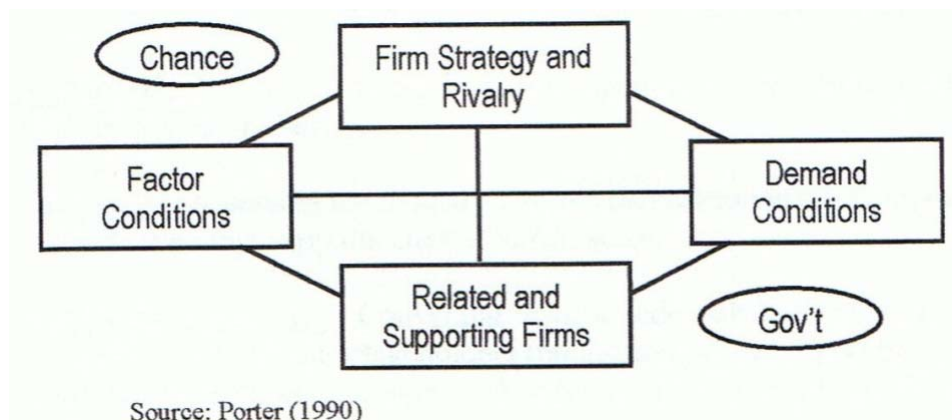 Chance
Firm Strategy and
Rivalry
Factor
Conditions
Demand
Conditions
Related and
Supporting Firms
Gov't
Source: Porter (1990)